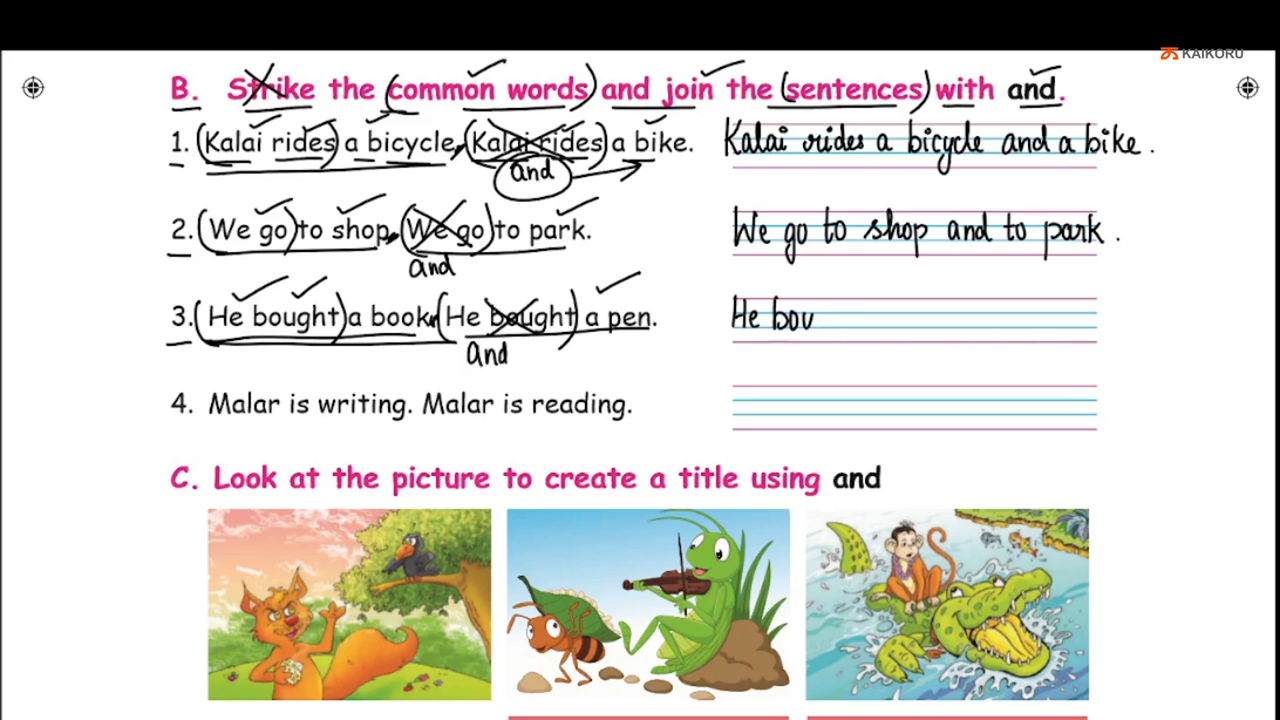 KAIKORU
B. Strike the common words and join the sentences with and.
1. Kalai rides a bicycle. Kalai rides a bike. Kalai rides a bicycle and a bike.
and
2. We go to shop. We go to park. We go to shop and to park.
and
3. He bought a book. He bought a pen. He bou
and
4. Malar is writing. Malar is reading.
C. Look at the picture to create a title using and